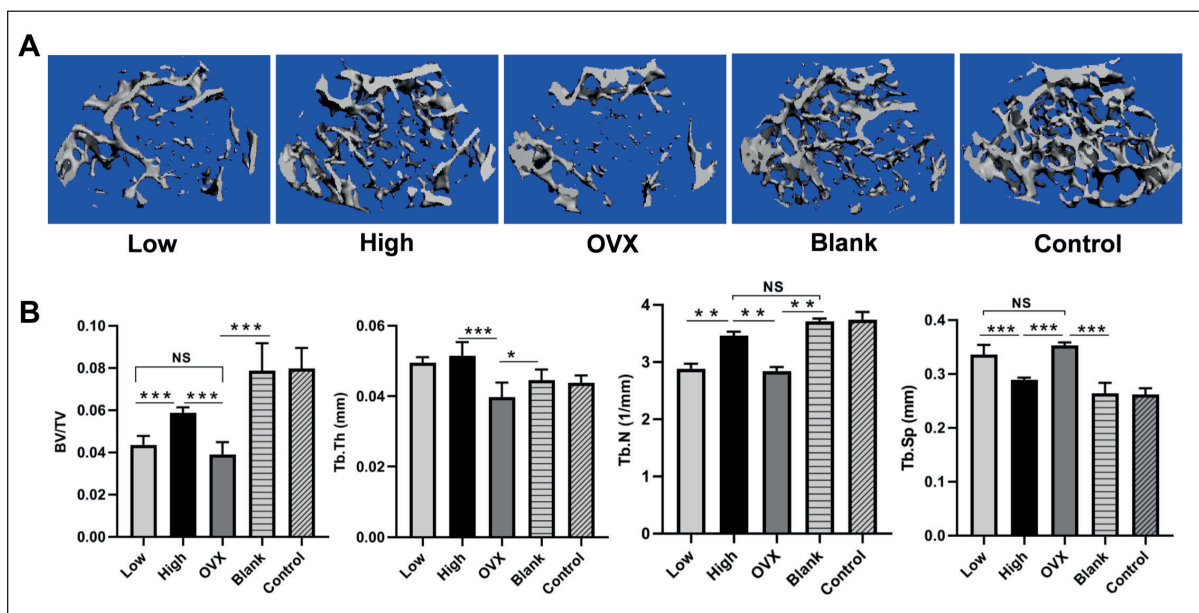 A
Low High OVX Blank Control
B
BV/TV
0.10
0.08
0.06
0.04
0.02
0.00
NS
***
***
***
Low High OVX Blank Control
Tb.Th (mm)
0.06
0.04
0.02
0.00
***
*
Low High OVX Blank Control
Tb.N (1/mm)
4
3
2
1
0
NS
**
**
**
Low High OVX Blank Control
Tb.Sp (mm)
0.4
0.3
0.2
0.1
0.0
NS
***
***
***
Low High OVX Blank Control